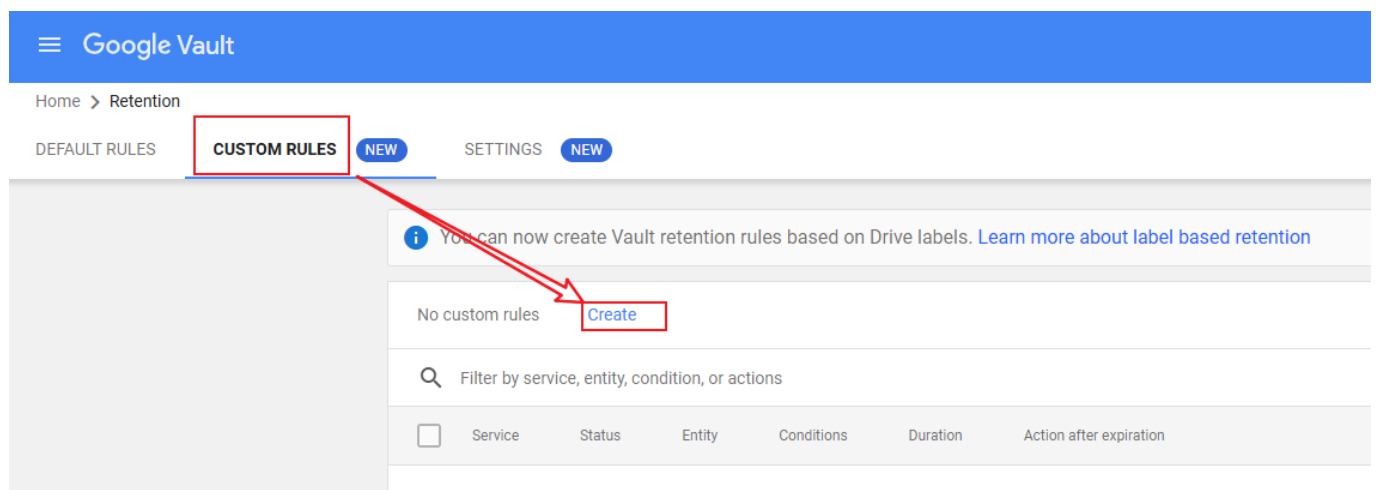 Google Vault
Home > Retention
DEFAULT RULES CUSTOM RULES NEW SETTINGS NEW
You can now create Vault retention rules based on Drive labels. Learn more about label based retention
No custom rules Create
Filter by service, entity, condition, or actions
Service Status Entity Conditions Duration Action after expiration